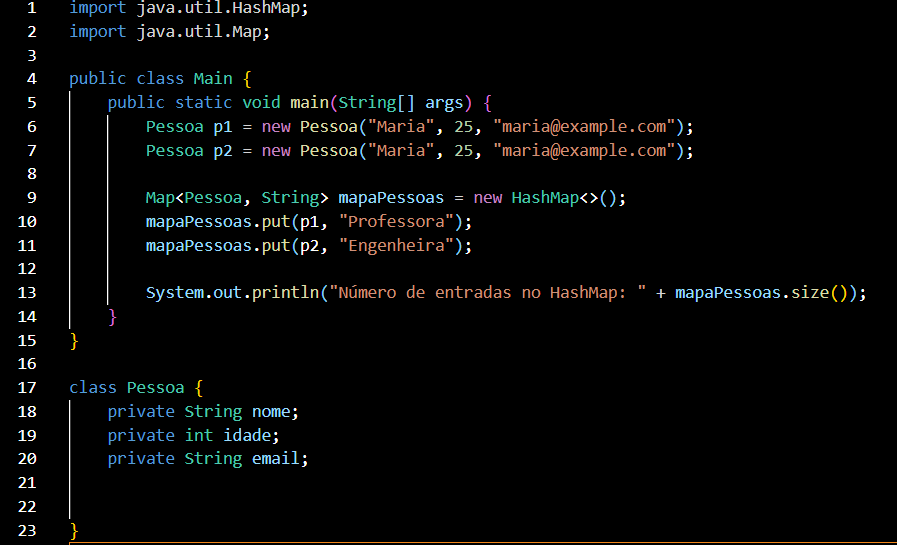 1 import java.util.HashMap;
2 import java.util.Map;
3
4 public class Main {
5     public static void main(String[] args) {
6         Pessoa p1 = new Pessoa("Maria", 25, "maria@example.com");
7         Pessoa p2 = new Pessoa("Maria", 25, "maria@example.com");
8
9         Map<Pessoa, String> mapaPessoas = new HashMap<>();
10         mapaPessoas.put(p1, "Professora");
11         mapaPessoas.put(p2, "Engenheira");
12
13         System.out.println("Número de entradas no HashMap: " + mapaPessoas.size());
14     }
15 }
16
17 class Pessoa {
18     private String nome;
19     private int idade;
20     private String email;
21
22
23 }